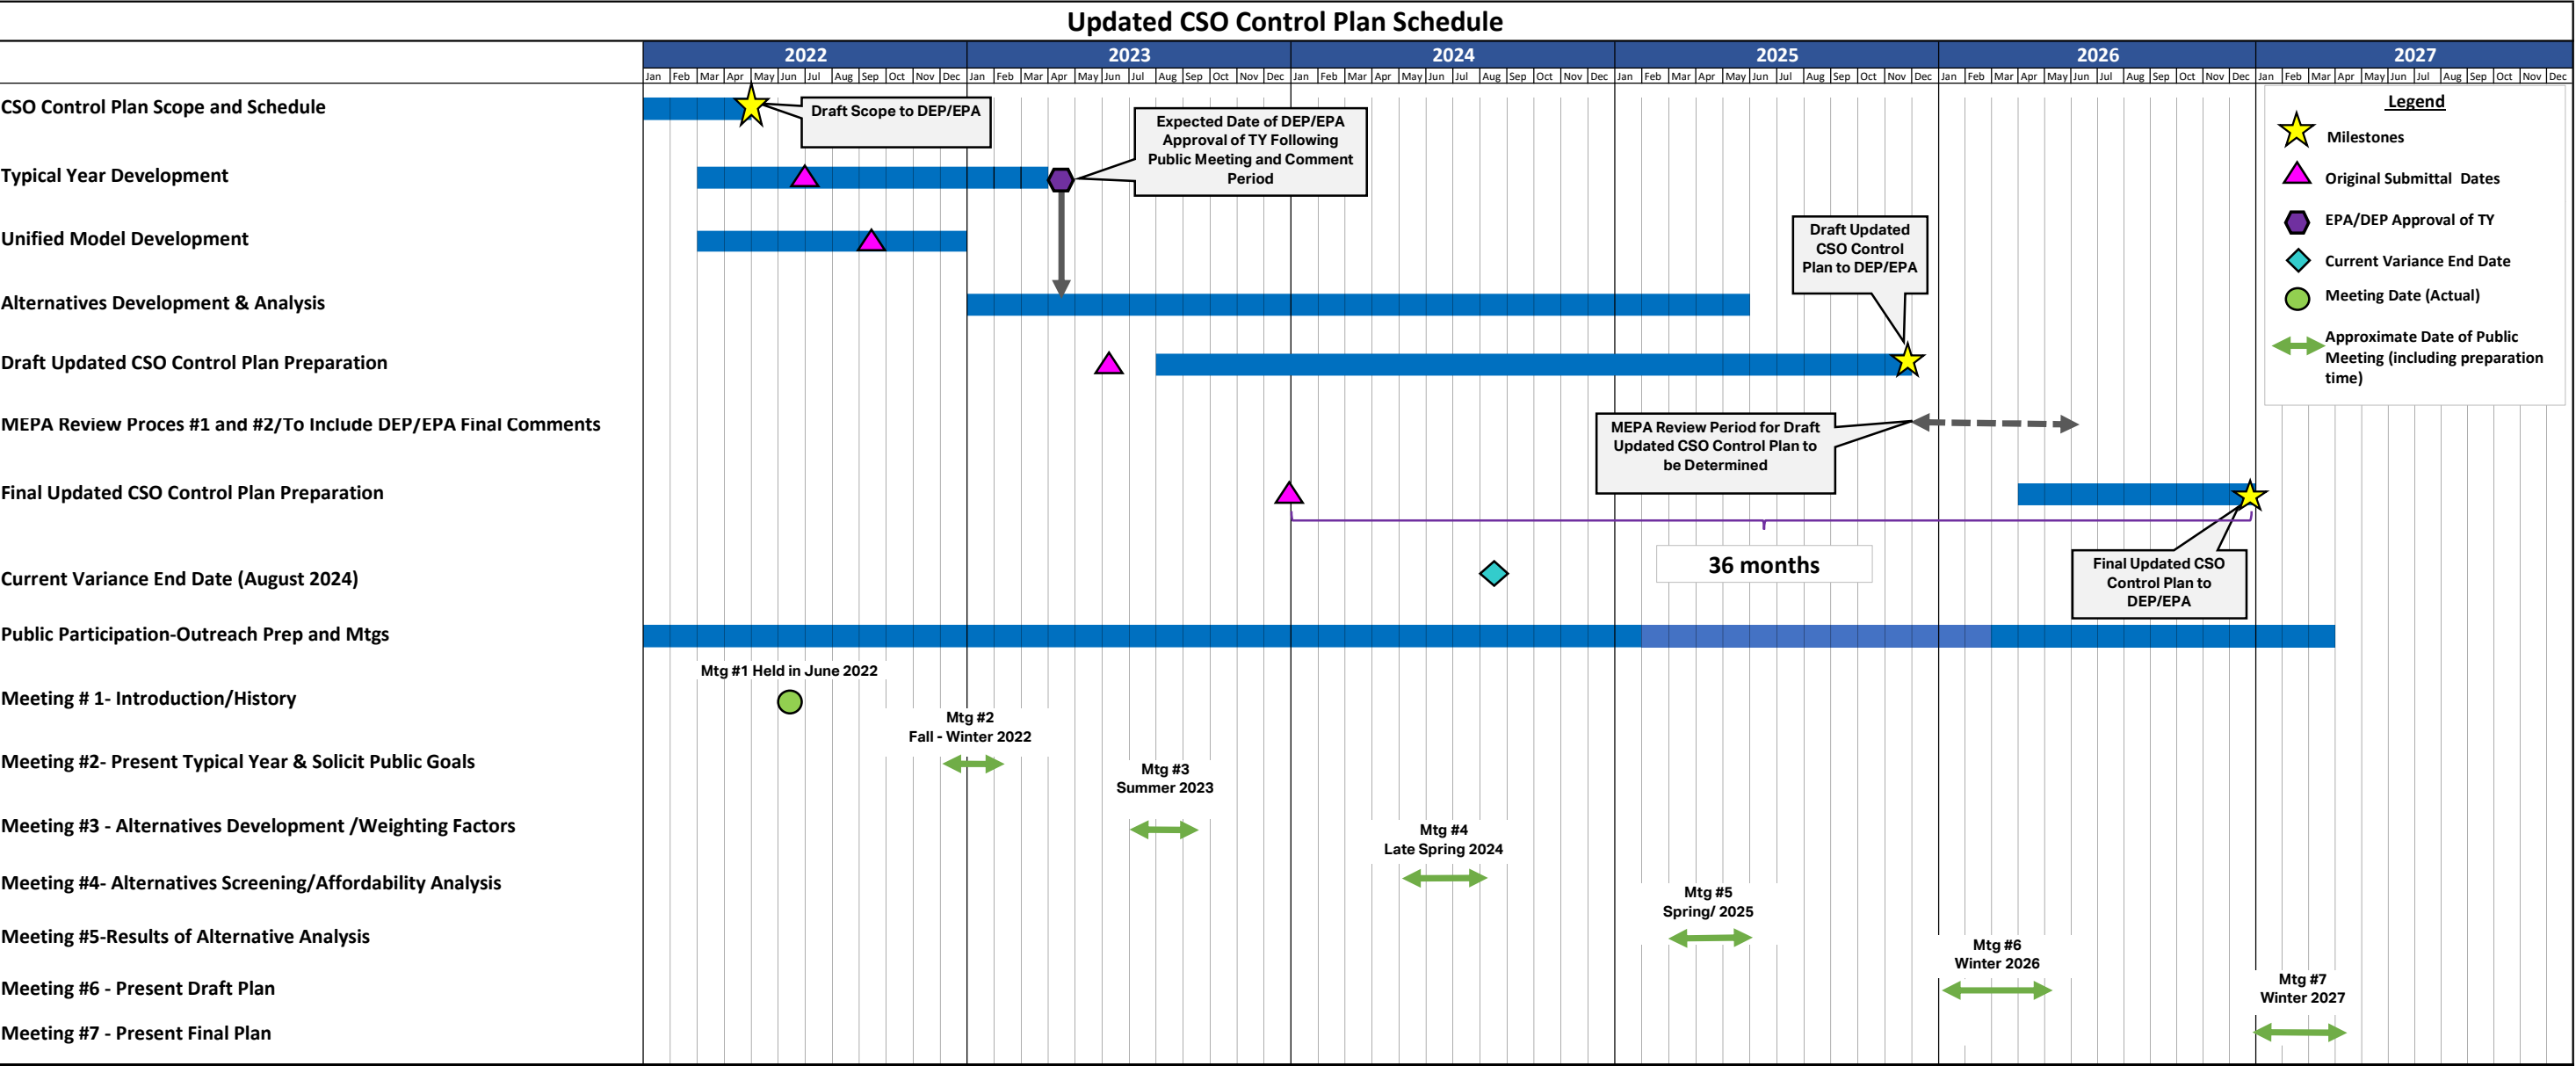 Updated CSO Control Plan Schedule
2022 2023 2024 2025 2026 2027
Jan Feb Mar Apr May Jun Jul Aug Sep Oct Nov Dec Jan Feb Mar Apr May Jun Jul Aug Sep Oct Nov Dec Jan Feb Mar Apr May Jun Jul Aug Sep Oct Nov Dec Jan Feb Mar Apr May Jun Jul Aug Sep Oct Nov Dec Jan Feb Mar Apr May Jun Jul Aug Sep Oct Nov Dec Jan Feb Mar Apr May Jun Jul Aug Sep Oct Nov Dec
CSO Control Plan Scope and Schedule
Draft Scope to DEP/EPA
Expected Date of DEP/EPA
Approval of TY Following
Public Meeting and Comment
Period
Legend
Milestones
Original Submittal Dates
EPA/DEP Approval of TY
Current Variance End Date
Meeting Date (Actual)
Approximate Date of Public
Meeting (including preparation
time)
Typical Year Development
Unified Model Development
Draft Updated
CSO Control
Plan to DEP/EPA
Alternatives Development & Analysis
Draft Updated CSO Control Plan Preparation
MEPA Review Proces #1 and #2/To Include DEP/EPA Final Comments
MEPA Review Period for Draft
Updated CSO Control Plan to
be Determined
Final Updated CSO Control Plan Preparation
36 months
Final Updated CSO
Control Plan to
DEP/EPA
Current Variance End Date (August 2024)
Public Participation-Outreach Prep and Mtgs
Mtg #1 Held in June 2022
Meeting # 1- Introduction/History
Mtg #2
Fall - Winter 2022
Meeting #2- Present Typical Year & Solicit Public Goals
Mtg #3
Summer 2023
Meeting #3 - Alternatives Development /Weighting Factors
Mtg #4
Late Spring 2024
Meeting #4- Alternatives Screening/Affordability Analysis
Mtg #5
Spring/ 2025
Meeting #5-Results of Alternative Analysis
Mtg #6
Winter 2026
Meeting #6 - Present Draft Plan
Mtg #7
Winter 2027
Meeting #7 - Present Final Plan